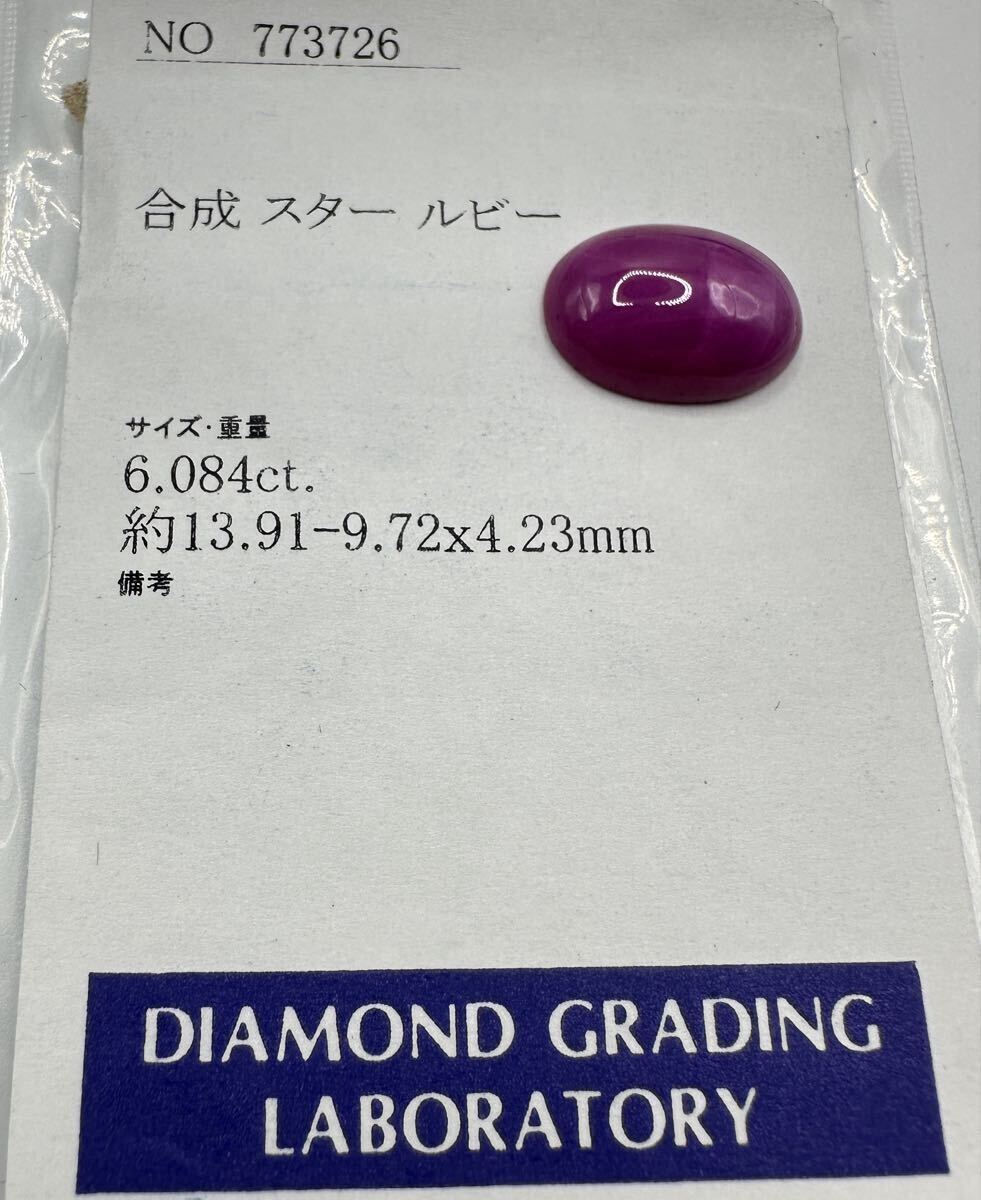 NO 773726
合成 スター ルビー
サイズ・重量
6.084ct.
約13.91-9.72x4.23mm
備考
DIAMOND GRADING
LABORATORY